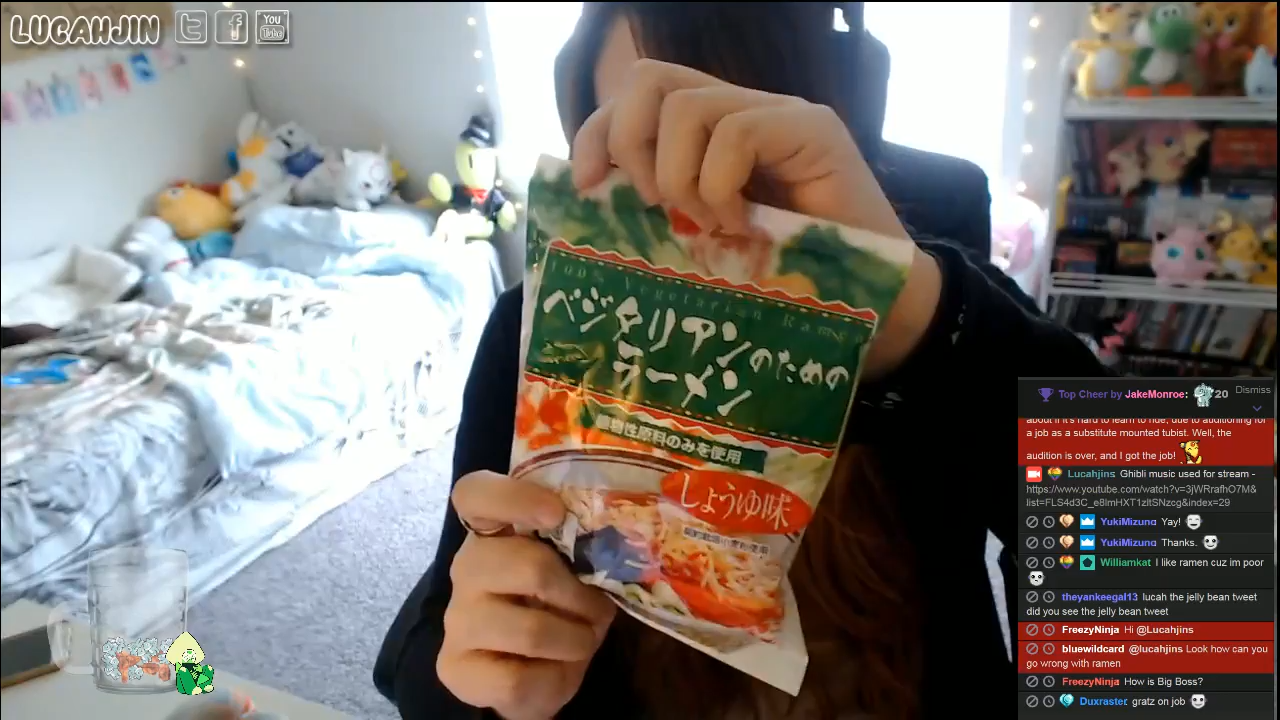 LUCAHJIN
You
Tube
100% Vegetarian Ramen
ベジタリアンのための
ラーメン
植物性原料のみを使用
しょうゆ味
Top Cheer by JakeMorroe: 20
Dismiss
about if it's hard to learn to ride, due to auditioning for
a job as a substitute mounted tubist. Well, the
audition is over, and I got the job!
Lucahjins: Ghibli music used for stream -
https://www.youtube.com/watch?v=3jWRrafhO7M&
list=FLS4d3C_e8lmHXT1zltSNzcg&index=29
YukiMizuna: Yay!
YukiMizuna: Thanks.
Williamkat: I like ramen cuz im poor
theyankeegal13: lucah the jelly bean tweet
did you see the jelly bean tweet
FreezyNinja: Hi @Lucahjins
bluewildcard: @lucahjins Look how can you
go wrong with ramen
FreezyNinja: How is Big Boss?
Duxraster: gratz on job